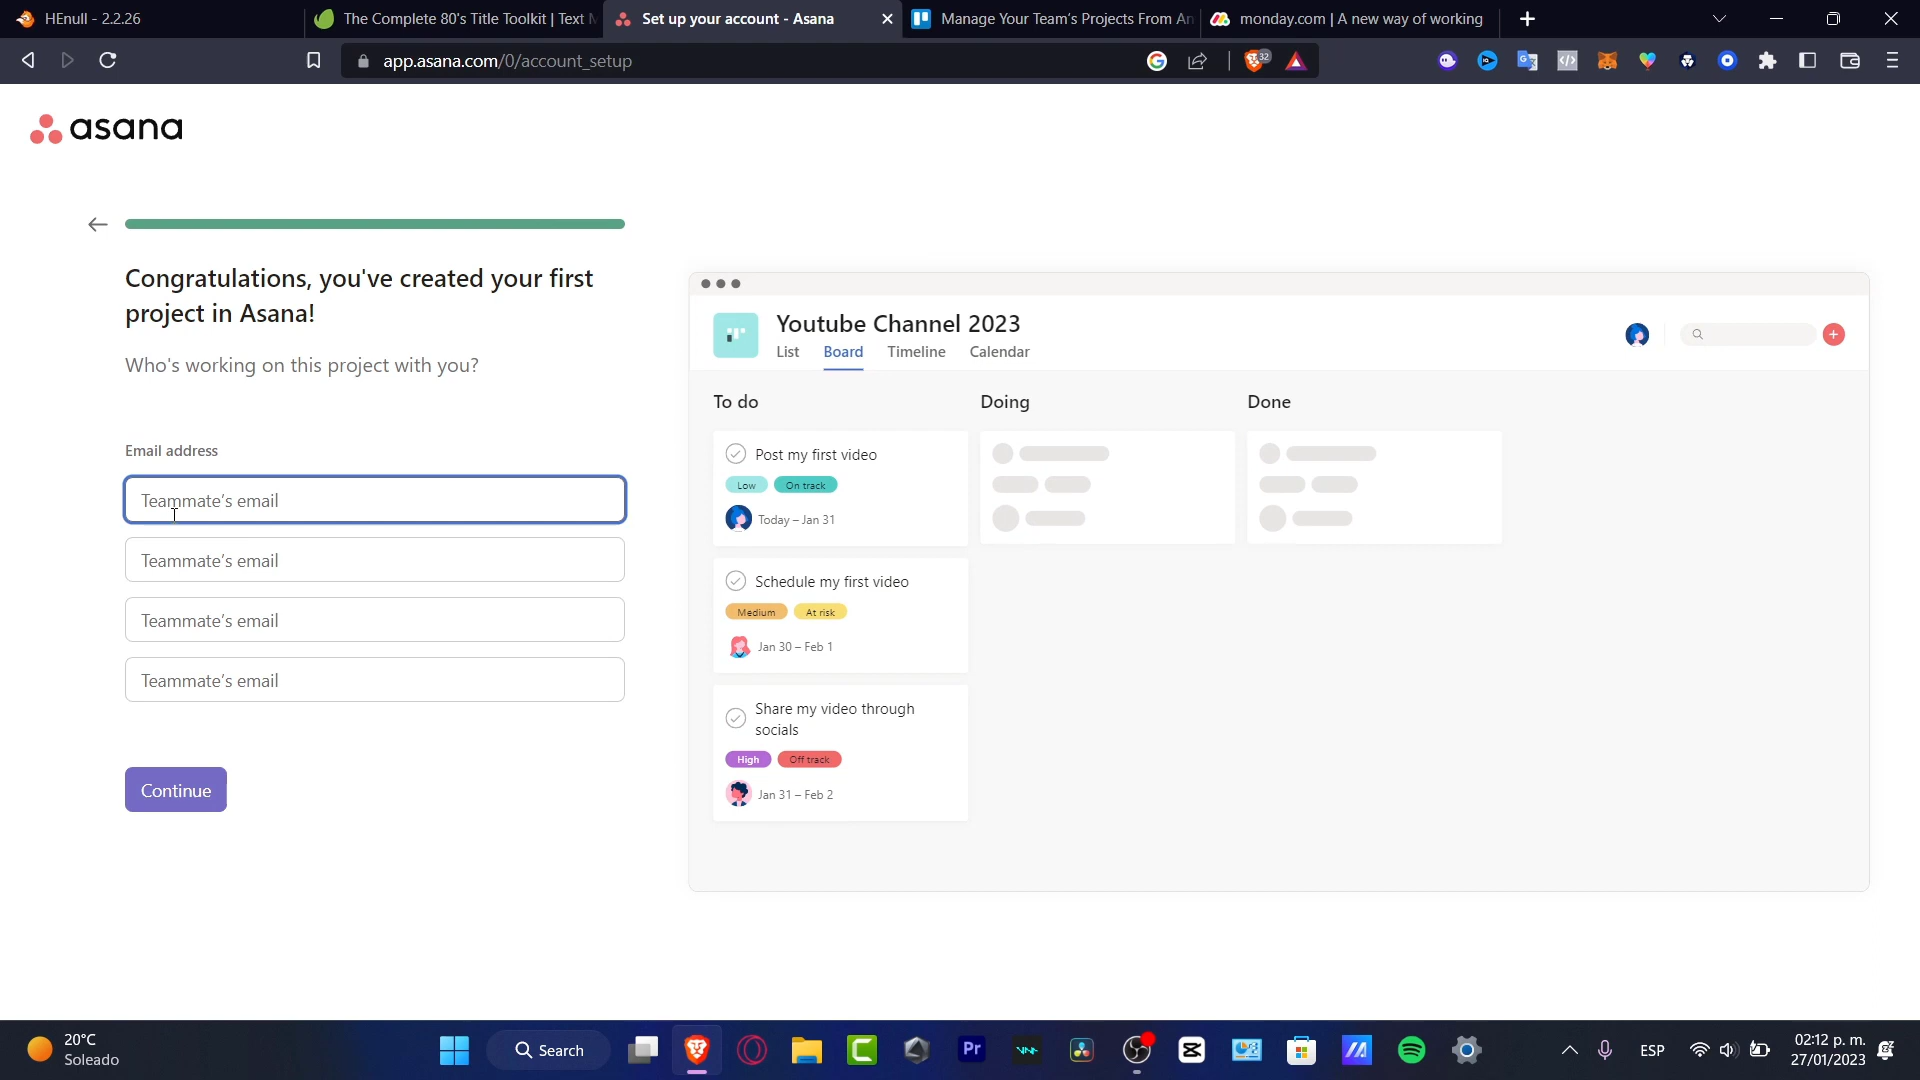 HEnull - 2.2.26
The Complete 80's Title Toolkit | Text
Set up your account - Asana
Manage Your Team's Projects From An
monday.com | A new way of working
app.asana.com/0/account_setup
32
asana
Congratulations, you've created your first
project in Asana!
Who's working on this project with you?
Email address
Teammate's email
Teammate's email
Teammate's email
Teammate's email
Continue
Youtube Channel 2023
List Board Timeline Calendar
To do Doing Done
Post my first video
Low On track
Today – Jan 31
Schedule my first video
Medium At risk
Jan 30 – Feb 1
Share my video through
socials
High Off track
Jan 31 – Feb 2
20°C
Soleado
Search
Pr
ESP
02:12 p. m.
27/01/2023